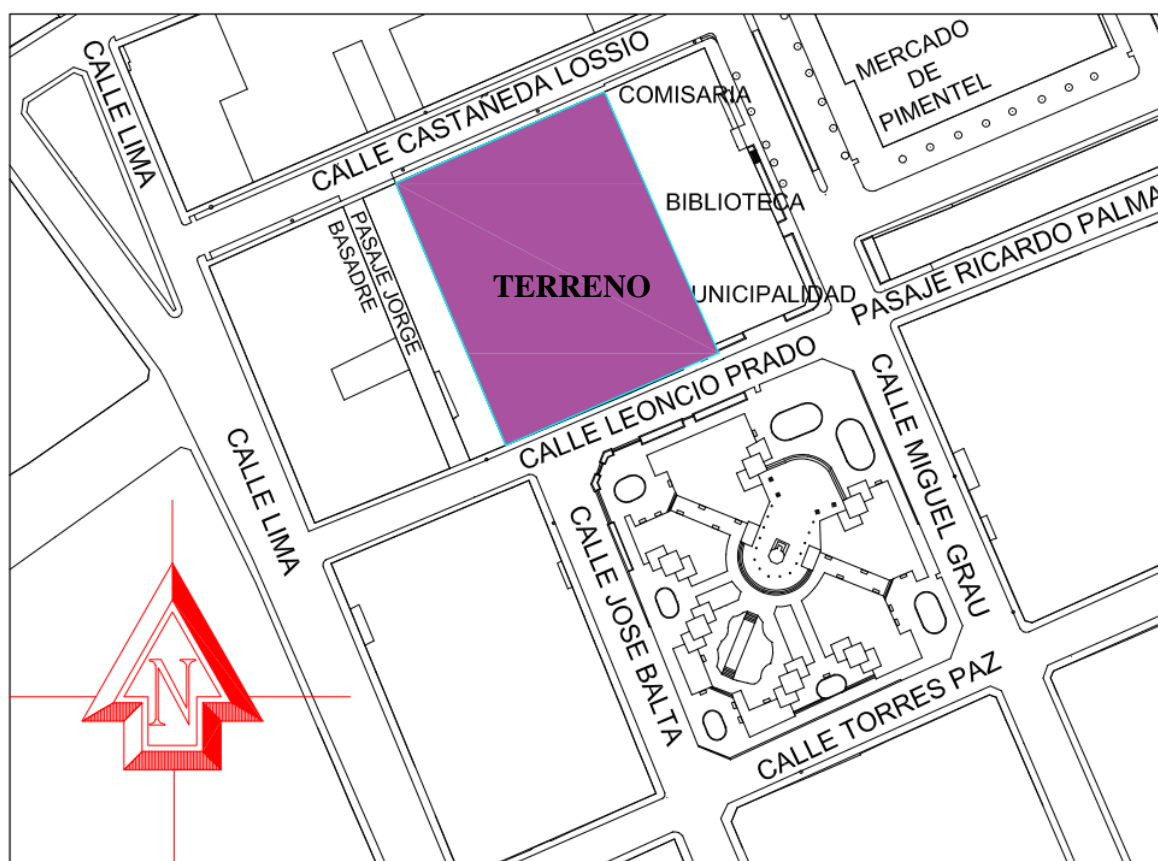 CALLE LIMA
CALLE CASTAÑEDA LOSSIO
COMISARIA
MERCADO
DE
PIMENTEL
BIBLIOTECA
PASAJE JORGE
BASADRE
TERRENO
UNICIPALIDAD
PASAJE RICARDO PALMA
CALLE LEONCIO PRADO
CALLE MIGUEL GRAU
CALLE LIMA
CALLE JOSE BALTA
CALLE TORRES PAZ
N